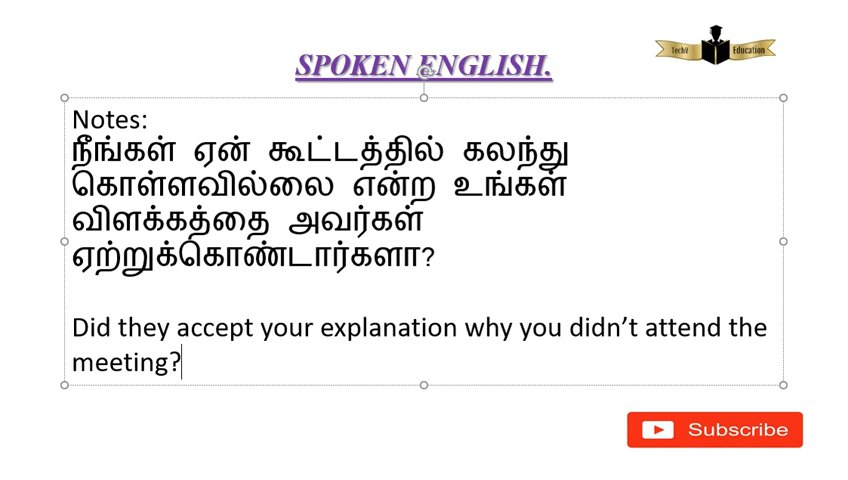 TechY Education
SPOKEN ENGLISH.
Notes:
நீங்கள் ஏன் கூட்டத்தில் கலந்து
கொள்ளவில்லை என்ற உங்கள்
விளக்கத்தை அவர்கள்
ஏற்றுக்கொண்டார்களா?
Did they accept your explanation why you didn’t attend the
meeting?
Subscribe